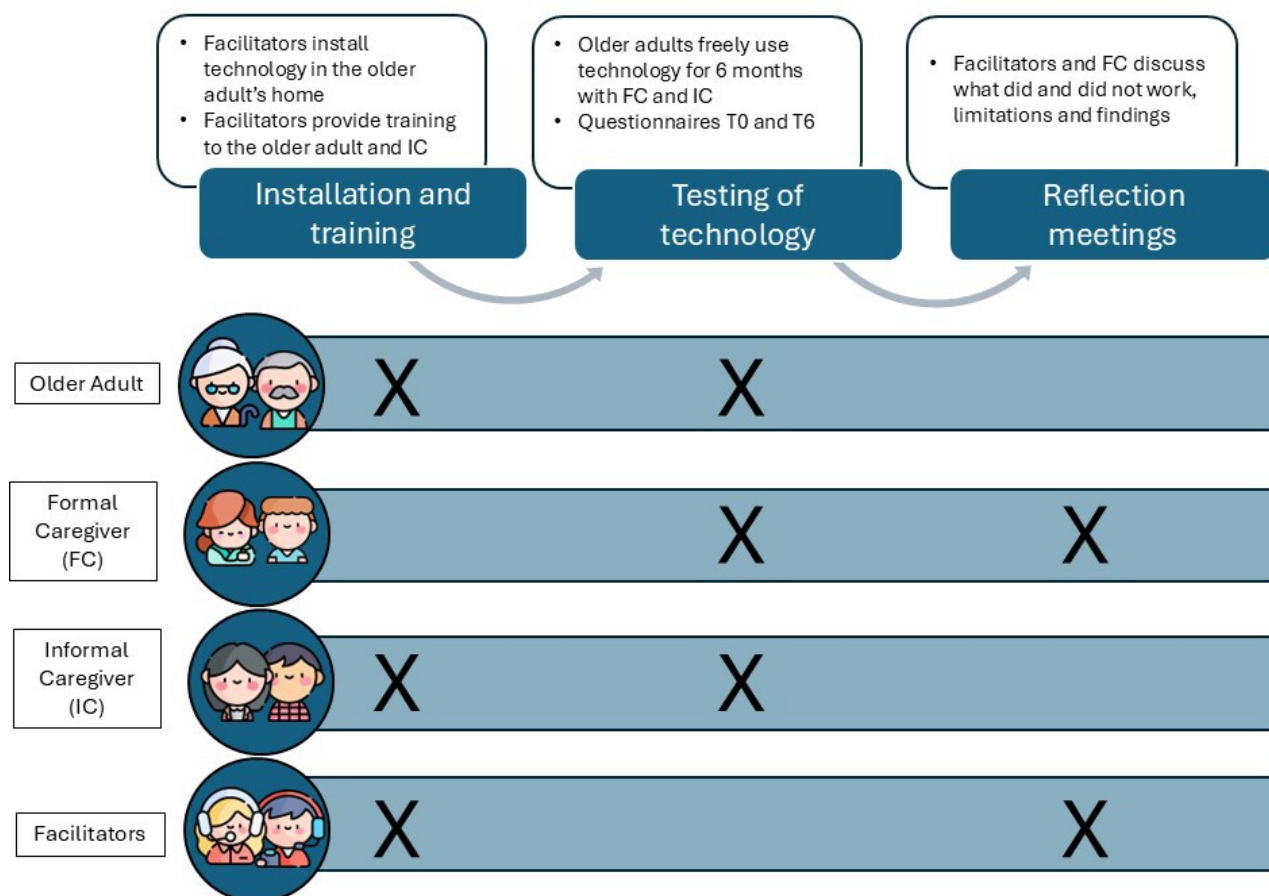 • Facilitators install
technology in the older
adult's home
• Facilitators provide training
to the older adult and IC
Installation and
training
• Older adults freely use
technology for 6 months
with FC and IC
• Questionnaires T0 and T6
Testing of
technology
• Facilitators and FC discuss
what did and did not work,
limitations and findings
Reflection
meetings
Older Adult
X X
Formal
Caregiver
(FC)
X X
Informal
Caregiver
(IC)
X X
Facilitators
X X